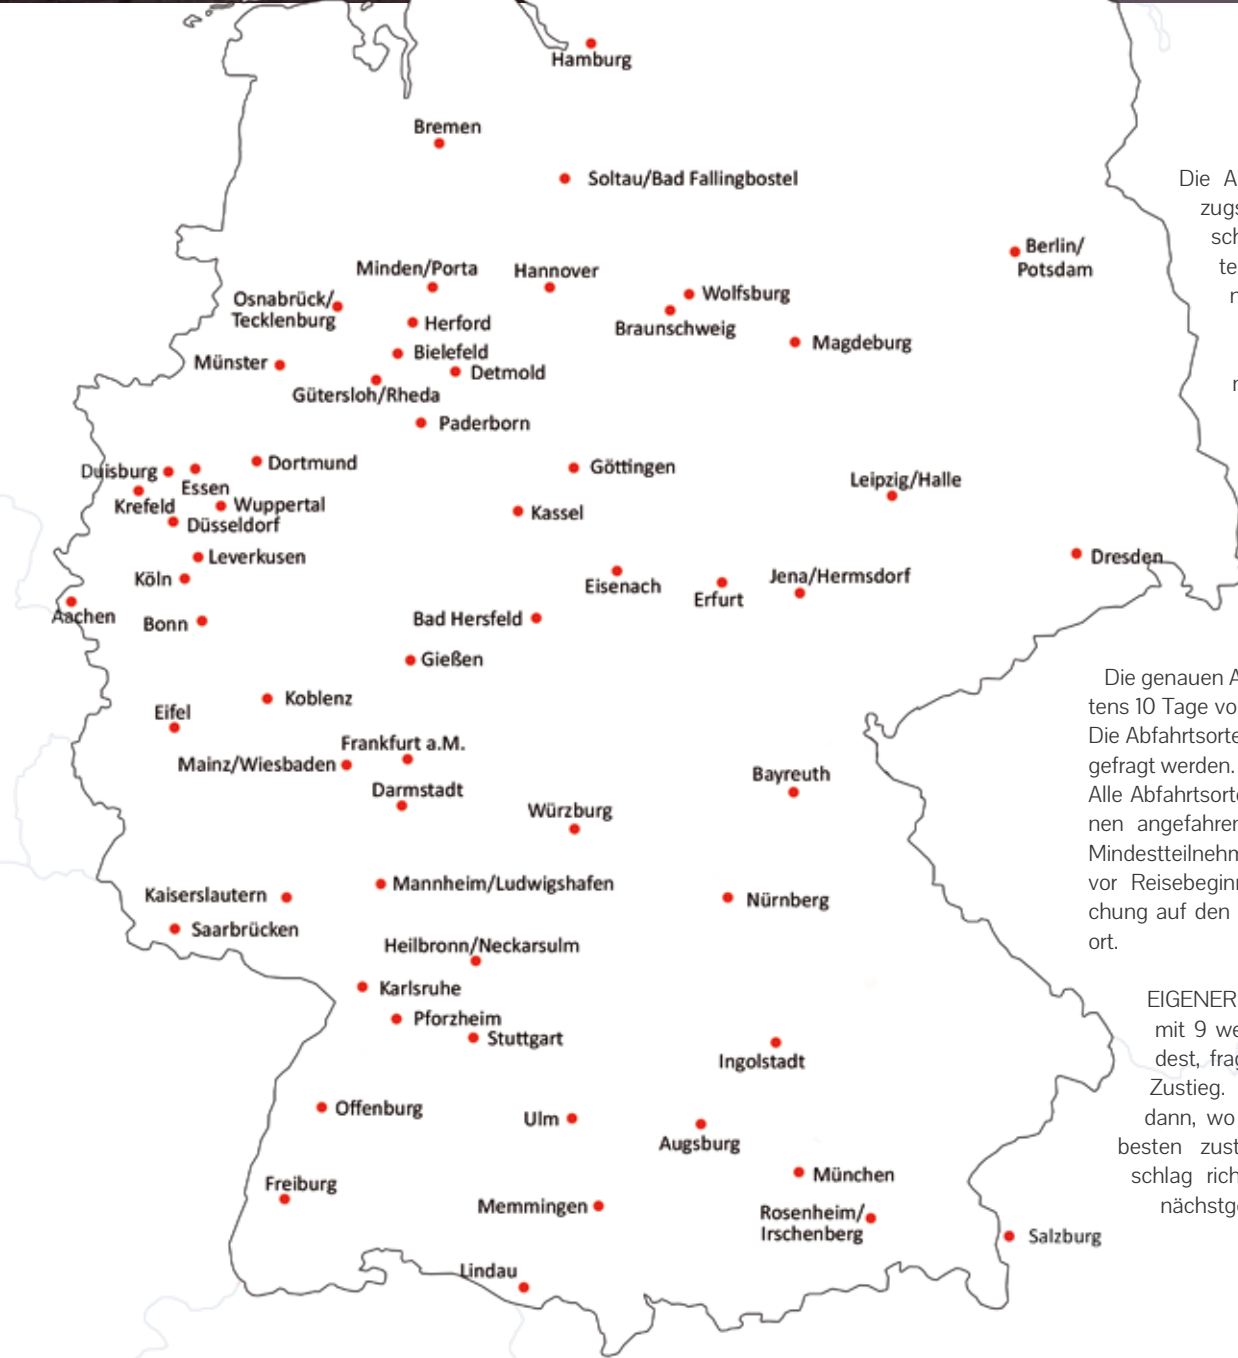 Hamburg
Bremen
Soltau/Bad Fallingbostel
Berlin/
Potsdam
Minden/Porta
Hannover
Wolfsburg
Osnabrück/
Tecklenburg
Herford
Braunschweig
Magdeburg
Münster
Bielefeld
Detmold
Gütersloh/Rheda
Paderborn
Duisburg
Dortmund
Göttingen
Essen
Leipzig/Halle
Krefeld
Wuppertal
Kassel
Düsseldorf
Leverkusen
Dresden
Köln
Eisenach
Jena/Hermsdorf
Erfurt
Aachen
Bonn
Bad Hersfeld
Gießen
Koblenz
Eifel
Frankfurt a.M.
Mainz/Wiesbaden
Bayreuth
Darmstadt
Würzburg
Mannheim/Ludwigshafen
Kaiserslautern
Nürnberg
Saarbrücken
Heilbronn/Neckarsulm
Karlsruhe
Pforzheim
Stuttgart
Ingolstadt
Offenburg
Ulm
Augsburg
München
Freiburg
Memmingen
Rosenheim/
Irschenberg
Salzburg
Lindau
Die A
zugs
sch
te
n
r
Die genauen A
tens 10 Tage vo
Die Abfahrtsorte
gefragt werden.
Alle Abfahrtsorte
nen angefahren
Mindestteilnehm
vor Reisebeginn
chung auf den
ort.
EIGENER
mit 9 we
dest, frag
Zustieg.
dann, wo
besten zust
schlag rich
nächstge